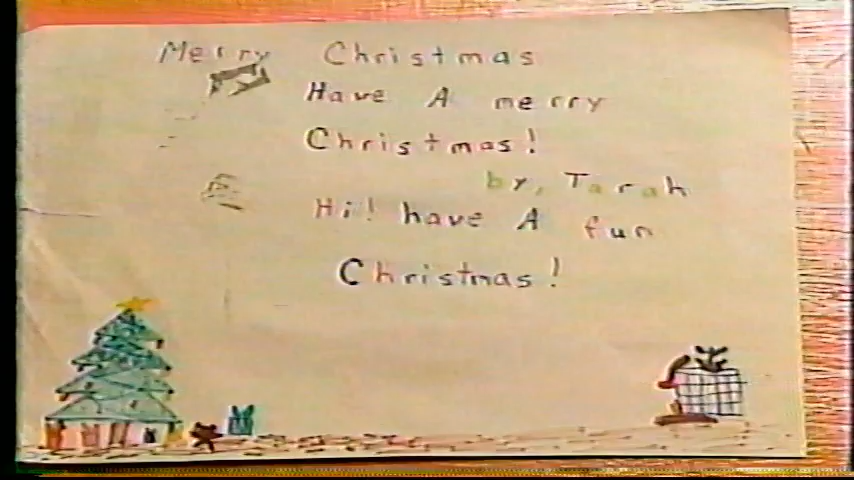 Merry Christmas
Have A merry
Christmas!
by, Tarah
Hi! have A fun
Christmas!